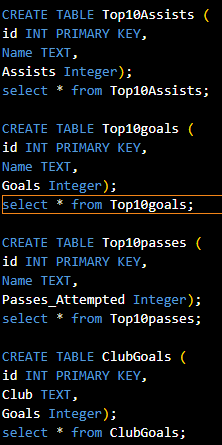 CREATE TABLE Top10Assists (
id INT PRIMARY KEY,
Name TEXT,
Assists Integer);
select * from Top10Assists;
CREATE TABLE Top10goals (
id INT PRIMARY KEY,
Name TEXT,
Goals Integer);
select * from Top10goals;
CREATE TABLE Top10passes (
id INT PRIMARY KEY,
Name TEXT,
Passes_Attempted Integer);
select * from Top10passes;
CREATE TABLE ClubGoals (
id INT PRIMARY KEY,
Club TEXT,
Goals Integer);
select * from ClubGoals;